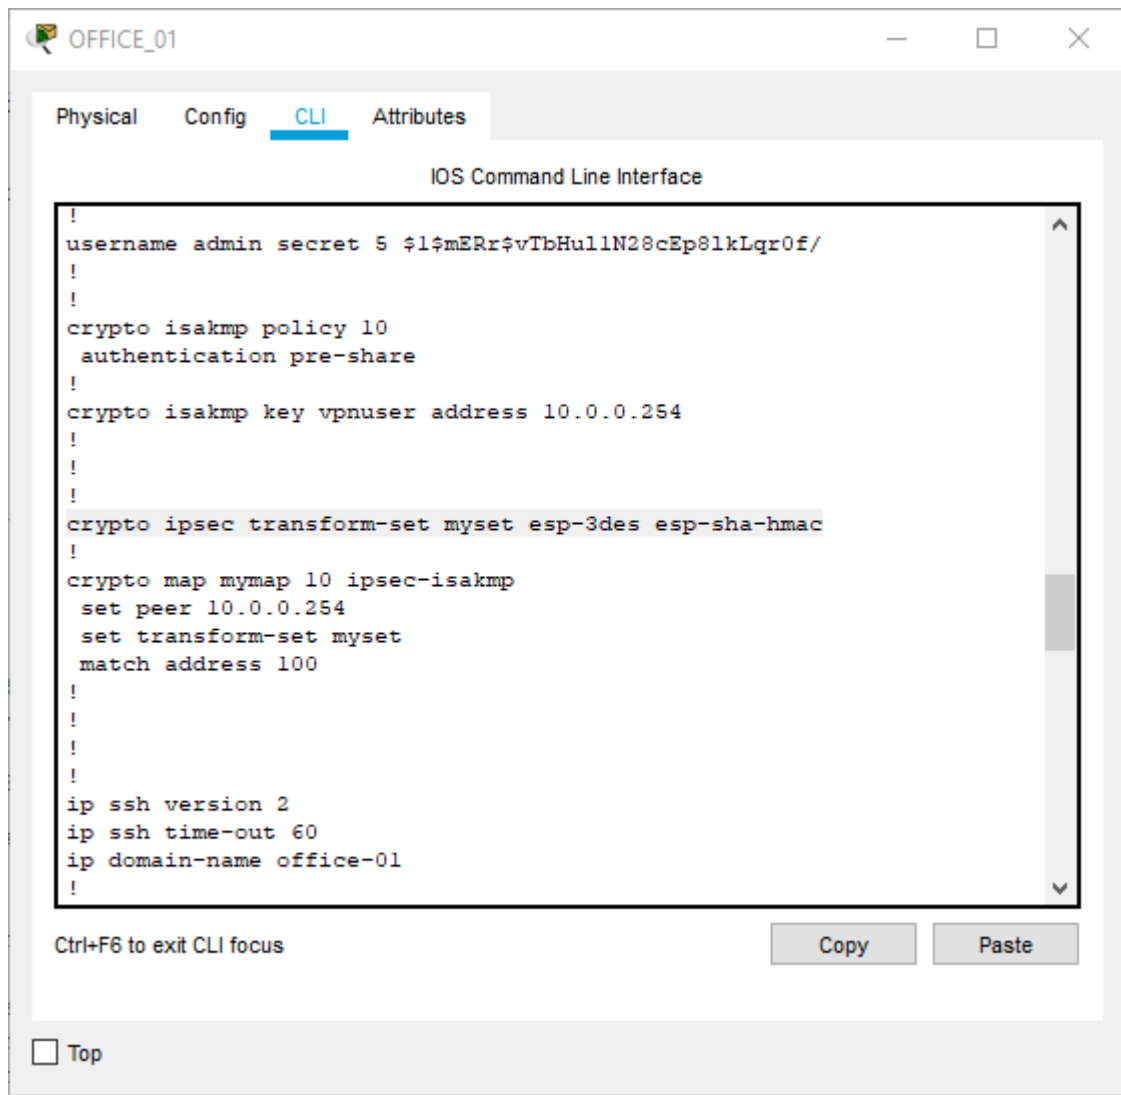 OFFICE_01
Physical Config CLI Attributes
IOS Command Line Interface
!
username admin secret 5 $1$mERr$vTbHul1N28cEp8lkLqr0f/
!
!
crypto isakmp policy 10
authentication pre-share
!
crypto isakmp key vpnuser address 10.0.0.254
!
!
!
crypto ipsec transform-set myset esp-3des esp-sha-hmac
!
crypto map mymap 10 ipsec-isakmp
set peer 10.0.0.254
set transform-set myset
match address 100
!
!
!
!
ip ssh version 2
ip ssh time-out 60
ip domain-name office-01
!
Ctrl+F6 to exit CLI focus
Copy Paste
Top